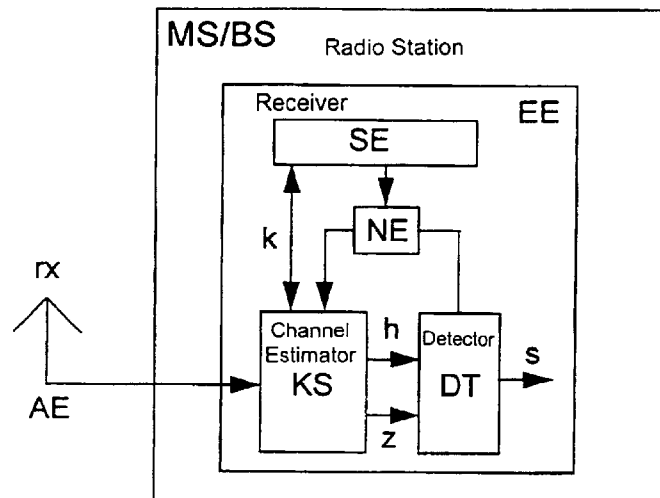 MS/BS
Radio Station
Receiver
EE
SE
k
NE
rx
AE
Channel
Estimator
KS
h
z
Detector
DT
s